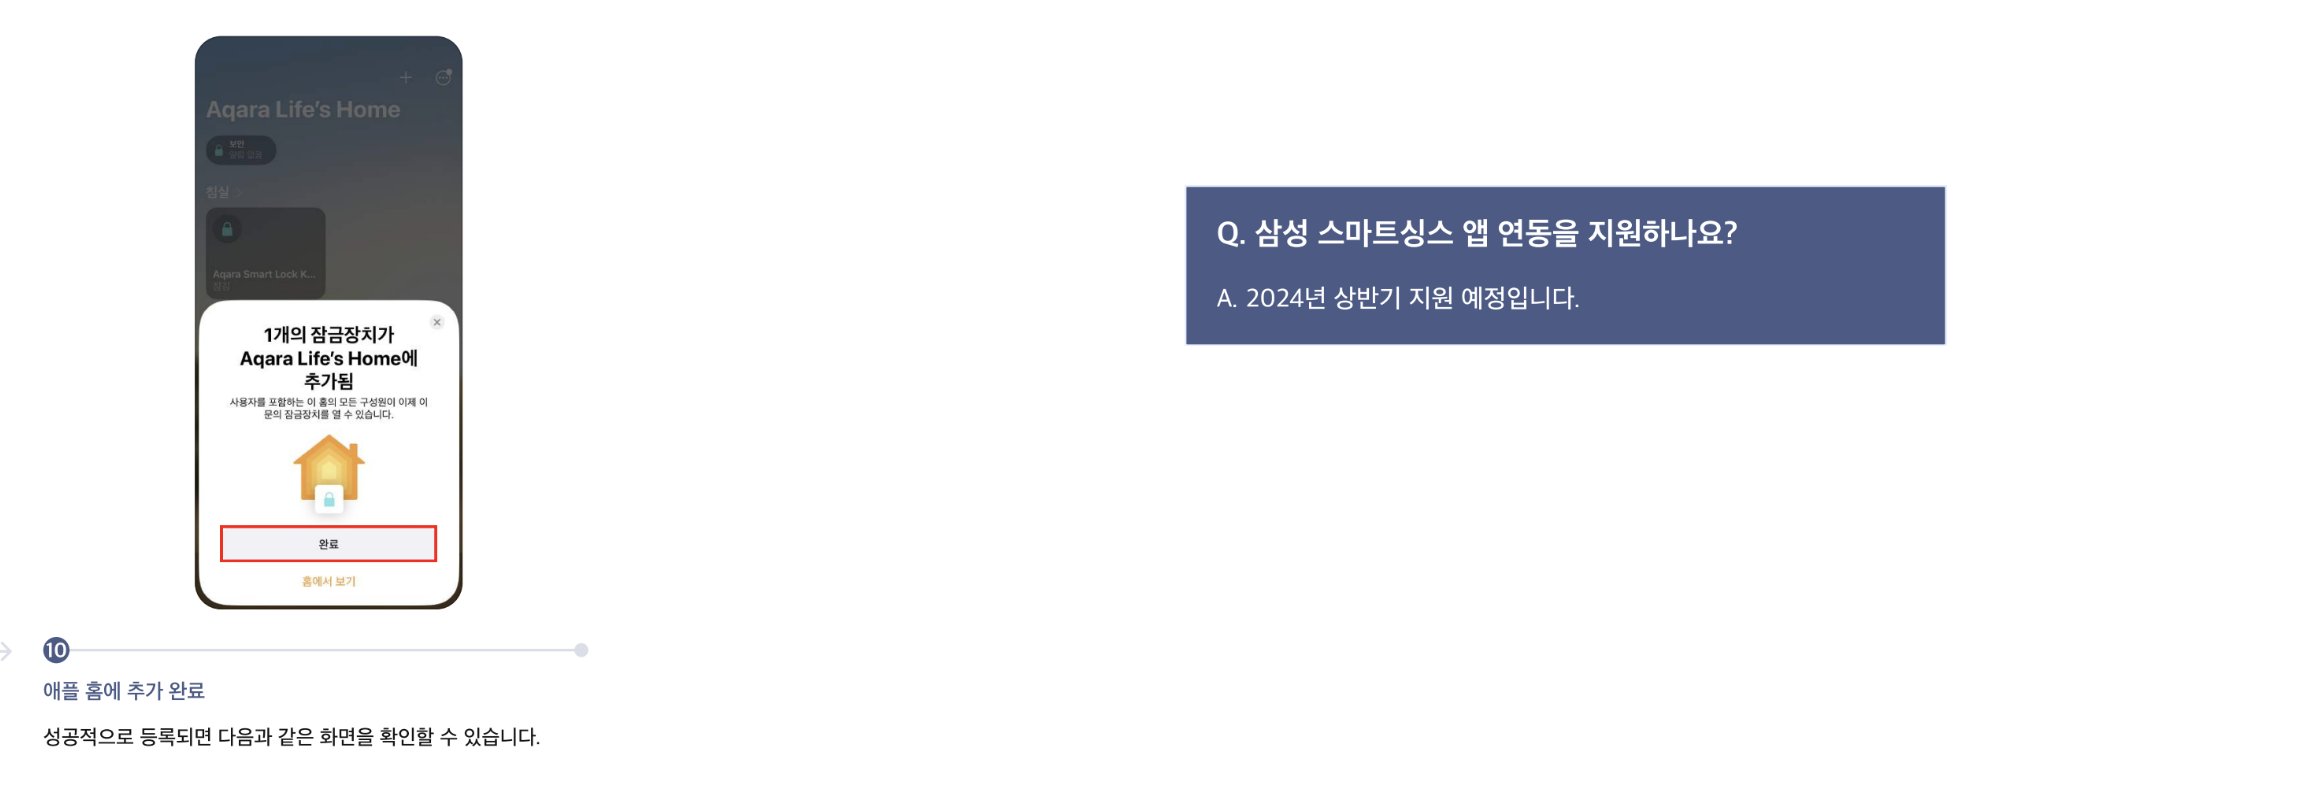 Aqara Life's Home
보안
알림 없음
침실 >
Aqara Smart Lock K...
잠김
1개의 잠금장치가
Aqara Life's Home에
추가됨
사용자를 포함하는 이 홈의 모든 구성원이 이제 이
문의 잠금장치를 열 수 있습니다.
완료
홈에서 보기
10
애플 홈에 추가 완료
성공적으로 등록되면 다음과 같은 화면을 확인할 수 있습니다.
Q. 삼성 스마트싱스 앱 연동을 지원하나요?
A. 2024년 상반기 지원 예정입니다.